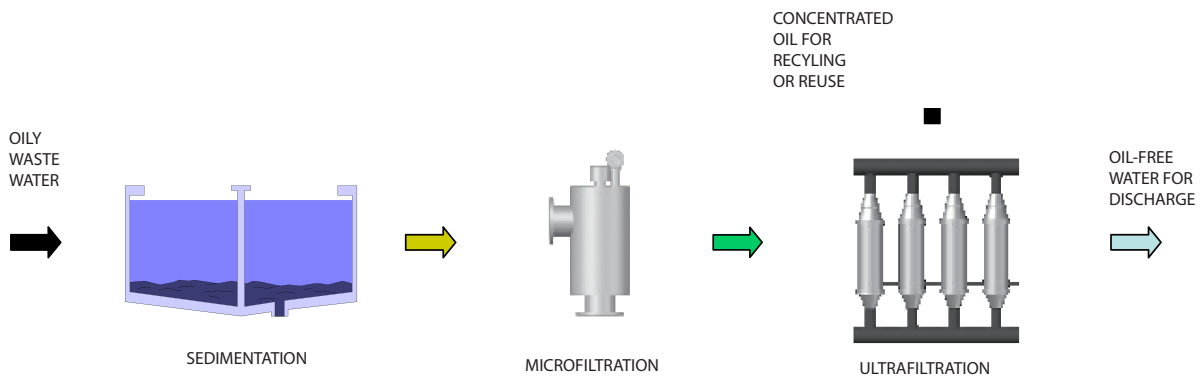 CONCENTRATED
OIL FOR
RECYLING
OR REUSE
OILY
WASTE
WATER
OIL-FREE
WATER FOR
DISCHARGE
SEDIMENTATION
MICROFILTRATION
ULTRAFILTRATION